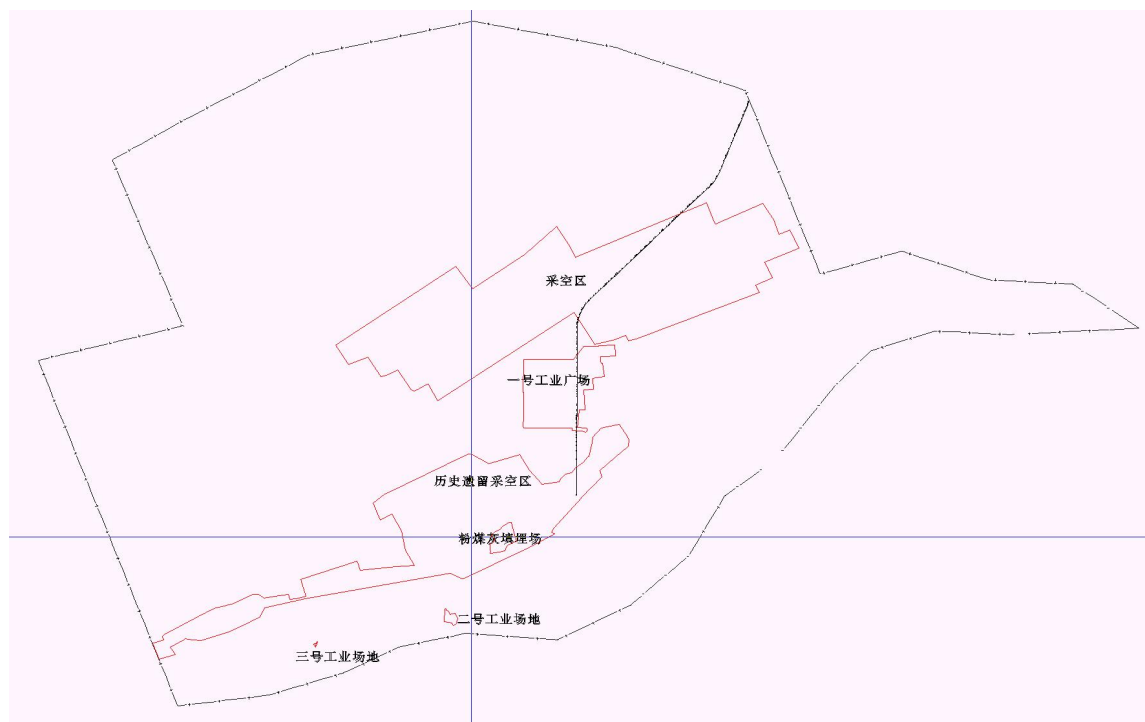 采空区
一号工业广场
历史遗留采空区
粉煤灰填埋场
二号工业场地
三号工业场地